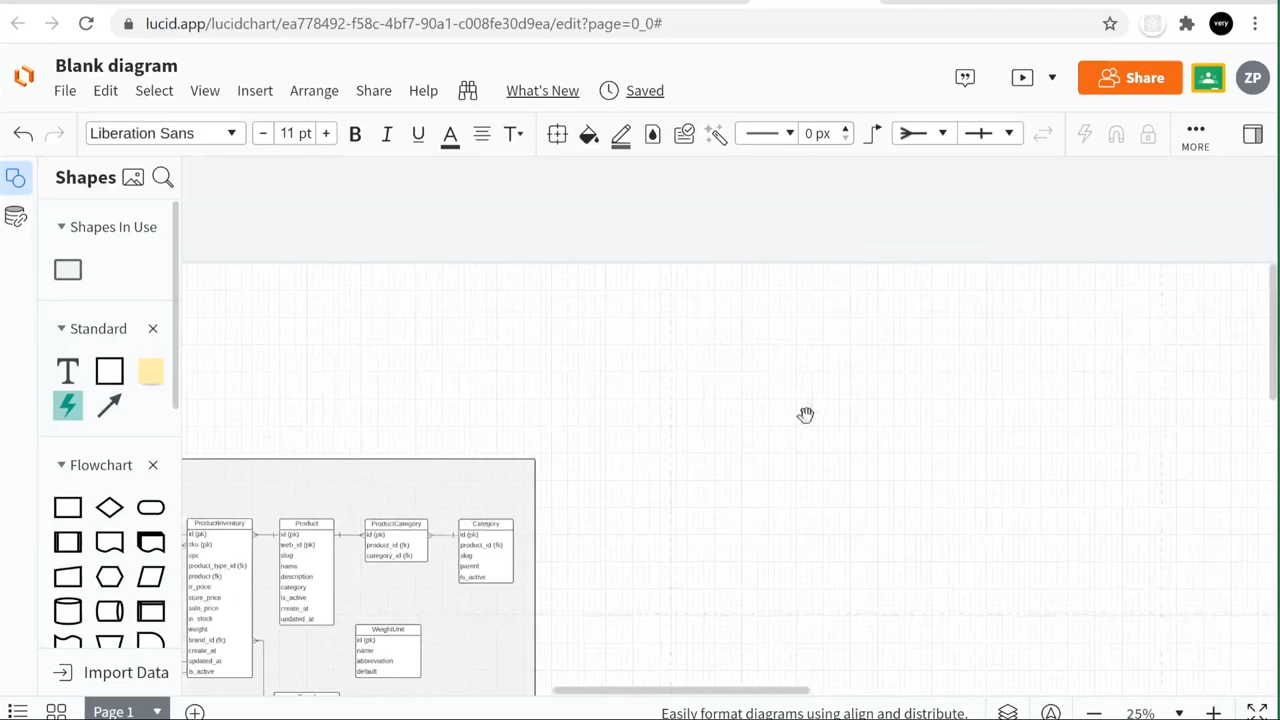 lucid.app/lucidchart/ea778492-f58c-4bf7-90a1-c008fe30d9ea/edit?page=0_0#
very
Blank diagram
File Edit Select View Insert Arrange Share Help What's New Saved
Share
ZP
Liberation Sans
11 pt
B I U A T
0 px
MORE
Shapes
Shapes In Use
Standard
T
Flowchart
Import Data
ProductInventory
id (pk)
sku (pk)
upc
product_type_id (fk)
product (fk)
rr_price
store_price
sale_price
in_stock
weight
brand_id (fk)
create_at
updated_at
is_active
Product
id (pk)
web_id (pk)
slug
name
description
category
is_active
create_at
updated_at
ProductCategory
id (pk)
product_id (fk)
category_id (fk)
Category
id (pk)
product_id (fk)
slug
parent
is_active
WeightUnit
id (pk)
name
abbreviation
default
Page 1
Easily format diagrams using align and distribute.
25%